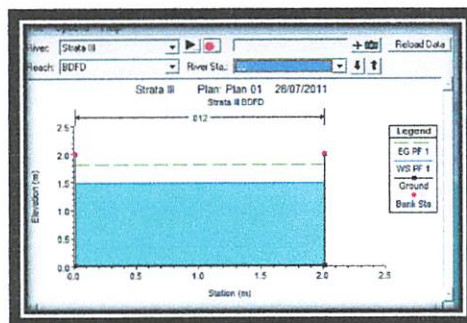 River: Strata III Reload Data
Reach: BDFD River Sta.:
Strata III Plan: Plan 01 26/07/2011
Strata III BDFD
.012
Legend
EG PF 1
WS PF 1
Ground
Bank Sta
2.5
2.0
1.5
1.0
0.5
0.0
Elevation (m)
0.0 0.5 1.0 1.5 2.0 2.5
Station (m)